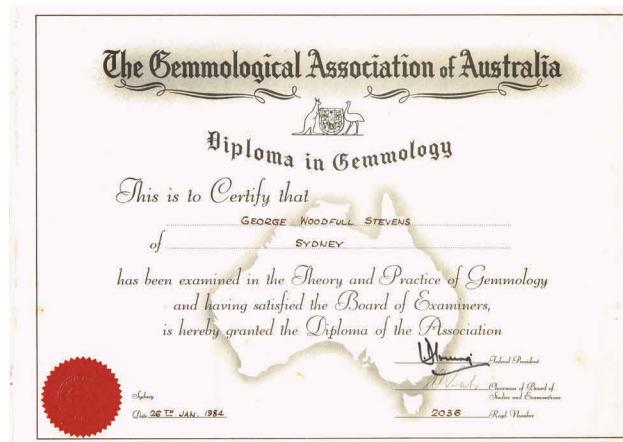 The Gemmological Association of Australia
Diploma in Gemmology
This is to Certify that
GEORGE WOODFULL STEVENS
of SYDNEY
has been examined in the Theory and Practice of Gemmology
and having satisfied the Board of Examiners,
is hereby granted the Diploma of the Association
Federal President
Chairman of Board of
Studies and Examinations
Sydney
Date 26TH JAN. 1984
2036 Regd. Number